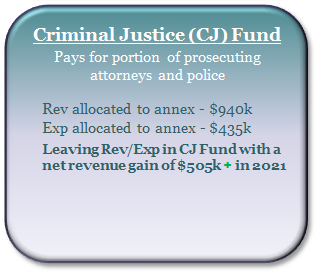 Criminal Justice (CJ) Fund
Pays for portion of prosecuting
attorneys and police
Rev allocated to annex - $940k
Exp allocated to annex - $435k
Leaving Rev/Exp in CJ Fund with a
net revenue gain of $505k + in 2021